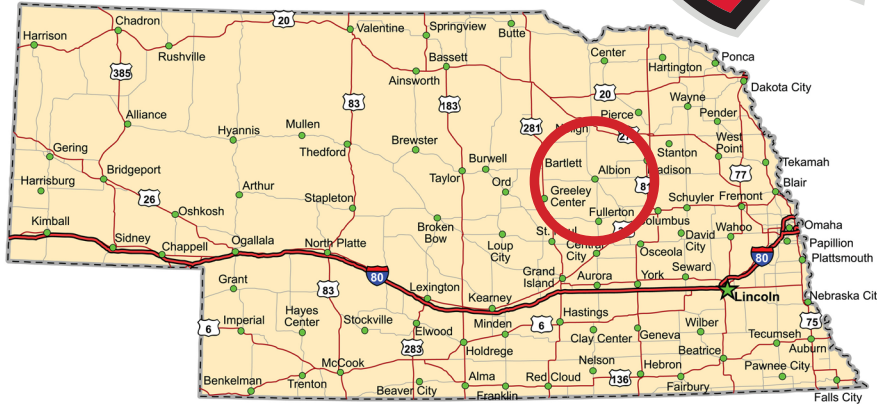 20
Chadron
Harrison
Rushville
Valentine
Springview
Butte
Bassett
Ainsworth
Center
Hartington
Ponca
Dakota City
385
83
183
20
281
Alliance
Hyannis
Mullen
Thedford
Brewster
Wayne
Pierce
Pender
Stanton
West
Point
Tekamah
Gering
Bridgeport
Harrisburg
26
Arthur
Stapleton
Taylor
Burwell
Ord
Bartlett
Albion
Greeley
Center
Fullerton
81
77
Schuyler
Fremont
Blair
Kimball
Oshkosh
Sidney
Chappell
Ogallala
North Platte
Broken
Bow
Loup
City
David
City
Wahoo
Omaha
Papillion
Plattsmouth
80
Osceola
Grand
Island
Aurora
York
Seward
Lincoln
Grant
83
80
Lexington
Kearney
Nebraska Cit
6
Imperial
Hayes
Center
Stockville
Elwood
283
Minden
6
Hastings
Clay Center
Geneva
Wilber
75
Tecumseh
Auburn
Holdrege
McCook
Trenton
Benkelman
Beaver City
Alma
Franklin
Red Cloud
Nelson
136
Hebron
Beatrice
Fairbury
Pawnee City
Falls City